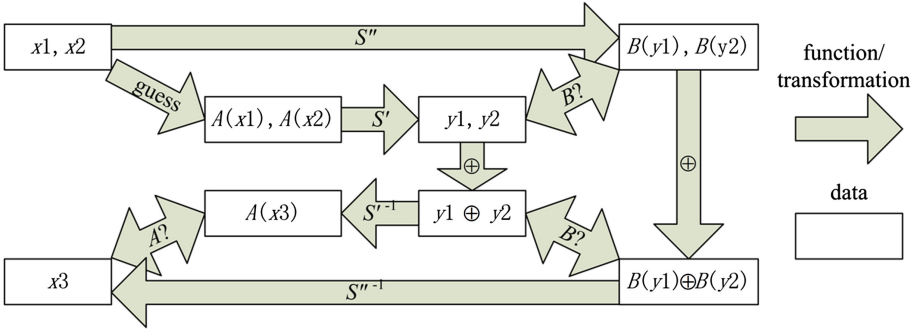 x1, x2
S″
B(y1), B(y2)
function/
transformation
guess
A(x1), A(x2)
S′
y1, y2
B?
⊕
⊕
data
A?
A(x3)
S′⁻¹
y1 ⊕ y2
B?
x3
S″⁻¹
B(y1)⊕B(y2)